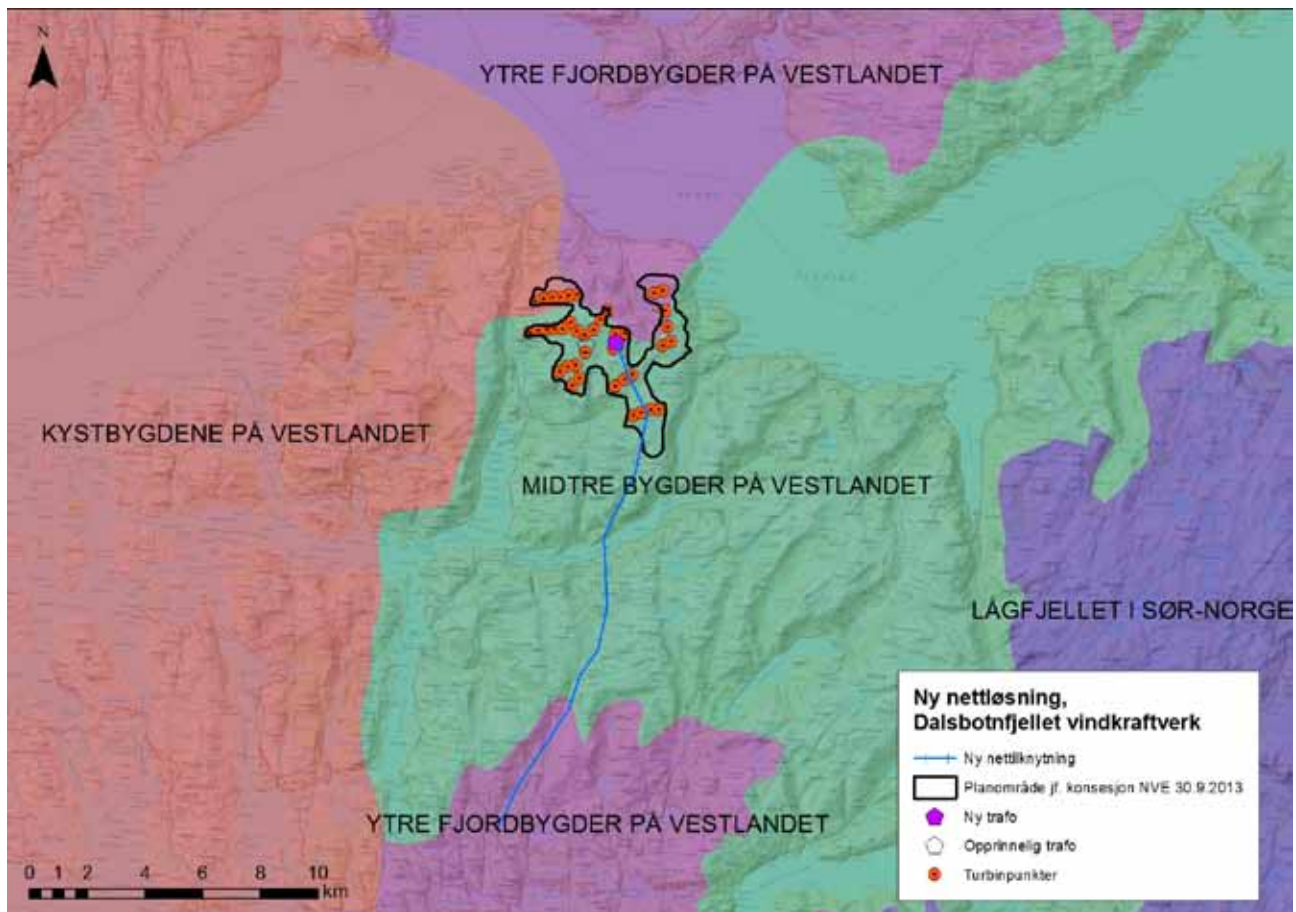 N
YTRE FJORDBYGDER PÅ VESTLANDET
KYSTBYGDENE PÅ VESTLANDET
MIDTRE BYGDER PÅ VESTLANDET
LÅGFJELLET I SØR-NORGE
YTRE FJORDBYGDER PÅ VESTLANDET
Ny nettløsning,
Dalsbotnfjellet vindkraftverk
Ny nettilknytning
Planområde jf. konsesjon NVE 30.9.2013
Ny trafo
Opprinnelig trafo
Turbinpunkter
0 1 2 4 6 8 10
km